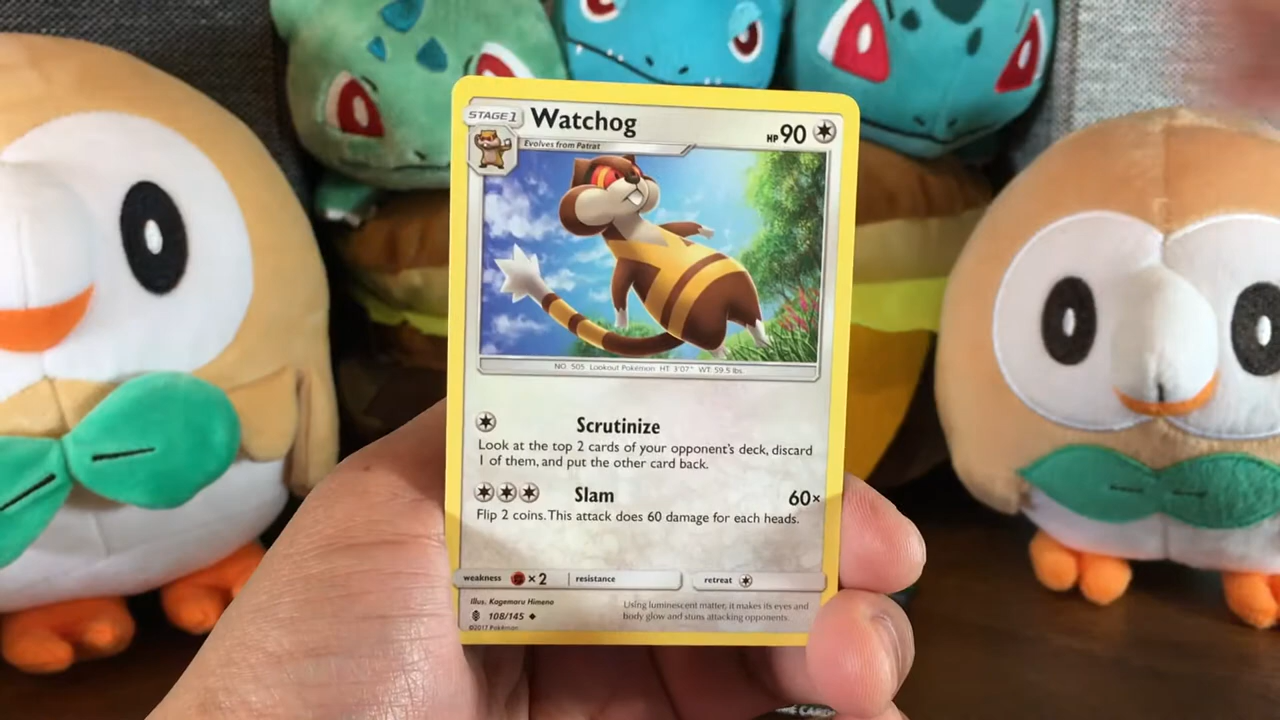 STAGE 1
Watchog
HP 90
Evolves from Patrat
NO. 505 Lookout Pokémon HT: 3'07" WT: 59.5 lbs.
Scrutinize
Look at the top 2 cards of your opponent's deck, discard
1 of them, and put the other card back.
Slam 60×
Flip 2 coins. This attack does 60 damage for each heads.
weakness ×2 resistance retreat
Illus. Kagemaru Himeno
108/145
©2017 Pokémon
Using luminescent matter, it makes its eyes and
body glow and stuns attacking opponents.